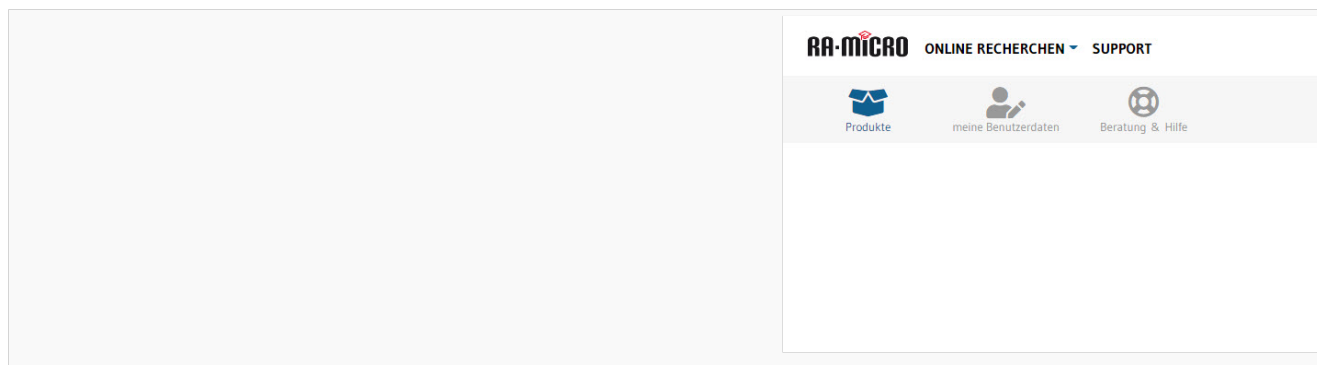 RA-MICRO ONLINE RECHERCHEN SUPPORT
Produkte meine Benutzerdaten Beratung & Hilfe